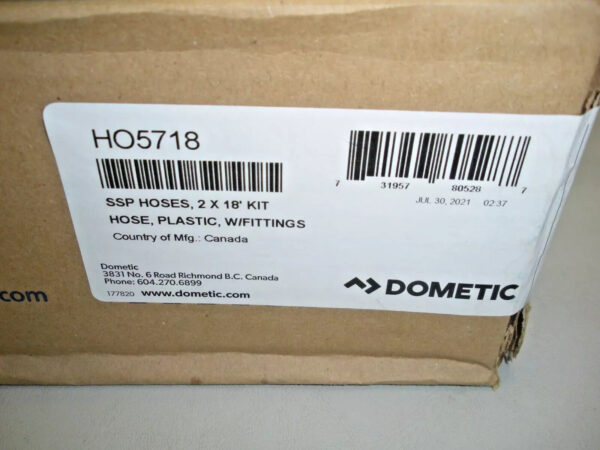 HO5718
SSP HOSES, 2 X 18' KIT
HOSE, PLASTIC, W/FITTINGS
Country of Mfg.: Canada
Dometic
3831 No. 6 Road Richmond B.C. Canada
Phone: 604.270.6899
177820 www.dometic.com
7 31957 80528 7
JUL 30, 2021 02:37
DOMETIC
.com